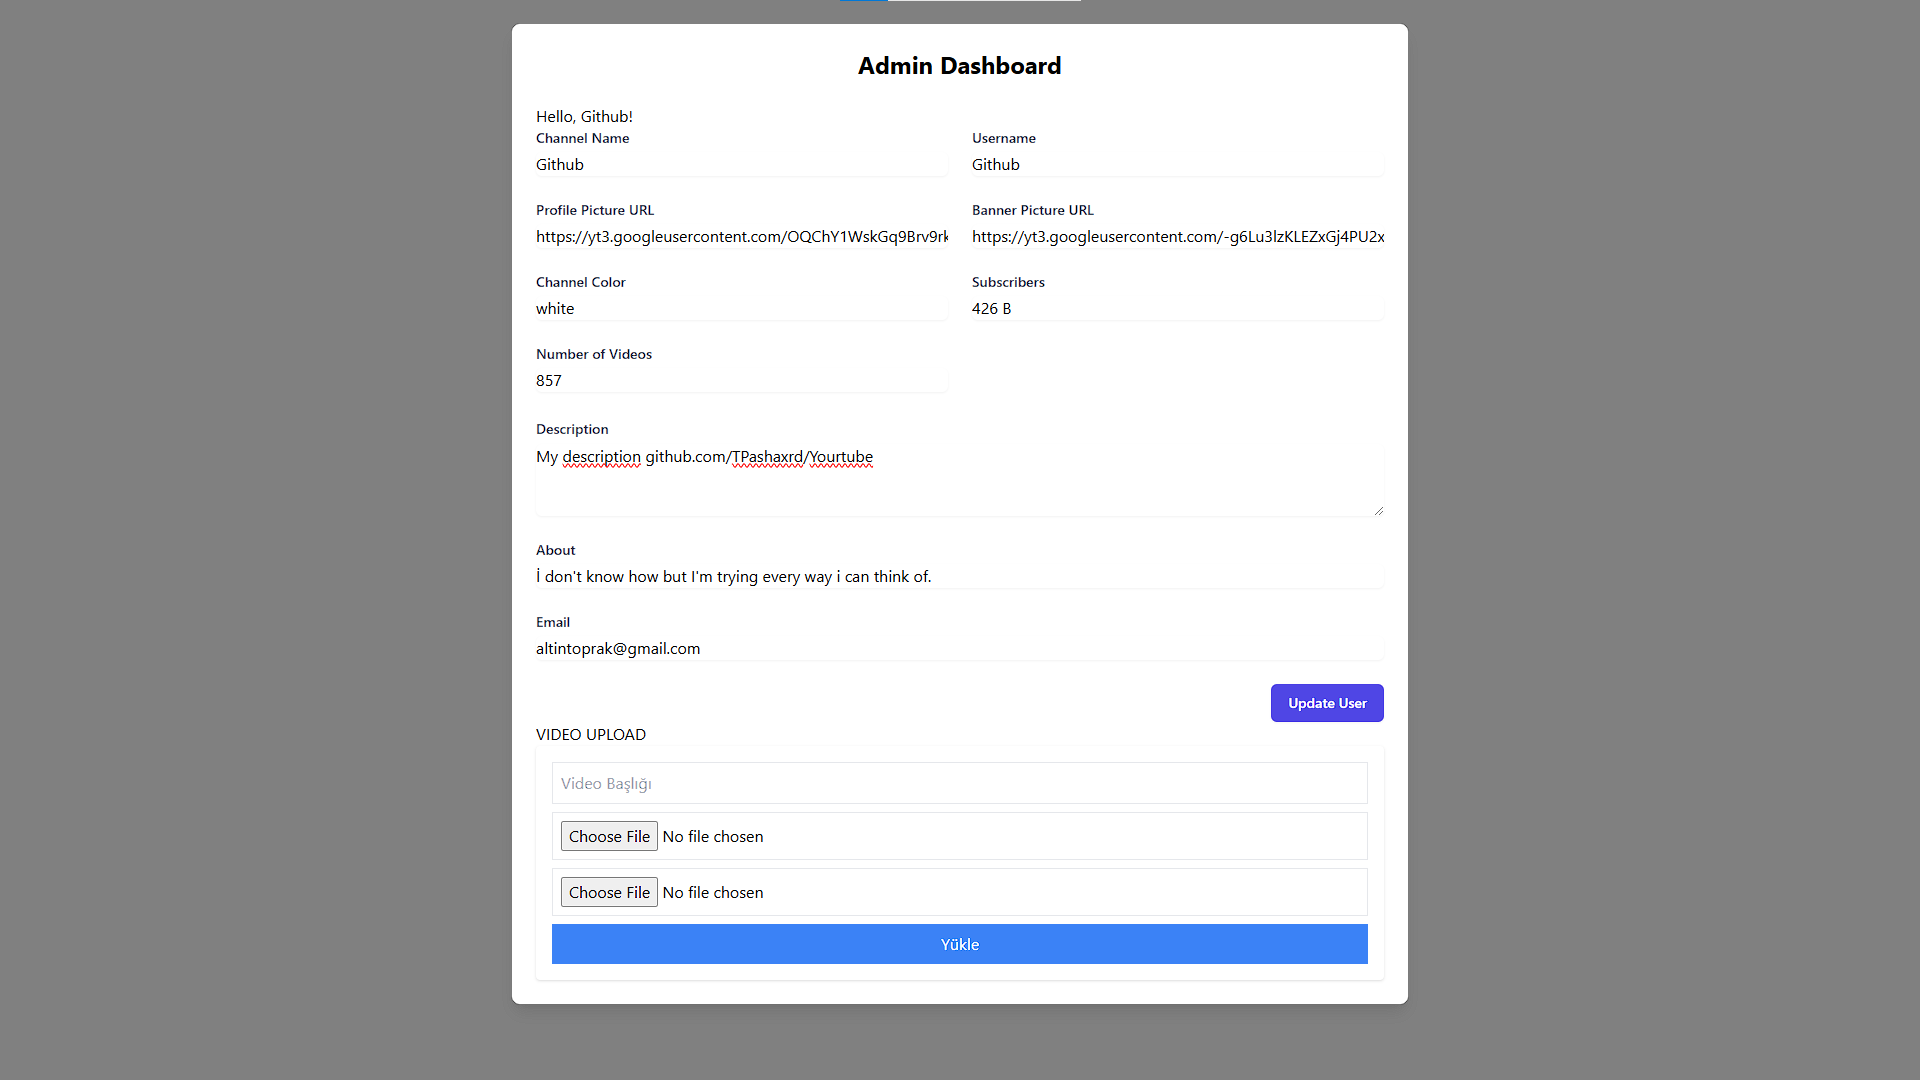 Admin Dashboard
Hello, Github!
Channel Name
Username
Github
Github
Profile Picture URL
Banner Picture URL
https://yt3.googleusercontent.com/OQChY1WskGq9Brv9rk
https://yt3.googleusercontent.com/-g6Lu3lzKLEZxGj4PU2x
Channel Color
Subscribers
white
426 B
Number of Videos
857
Description
My description github.com/TPashaxrd/Yourtube
About
İ don't know how but I'm trying every way i can think of.
Email
altintoprak@gmail.com
Update User
VIDEO UPLOAD
Video Başlığı
Choose File No file chosen
Choose File No file chosen
Yükle